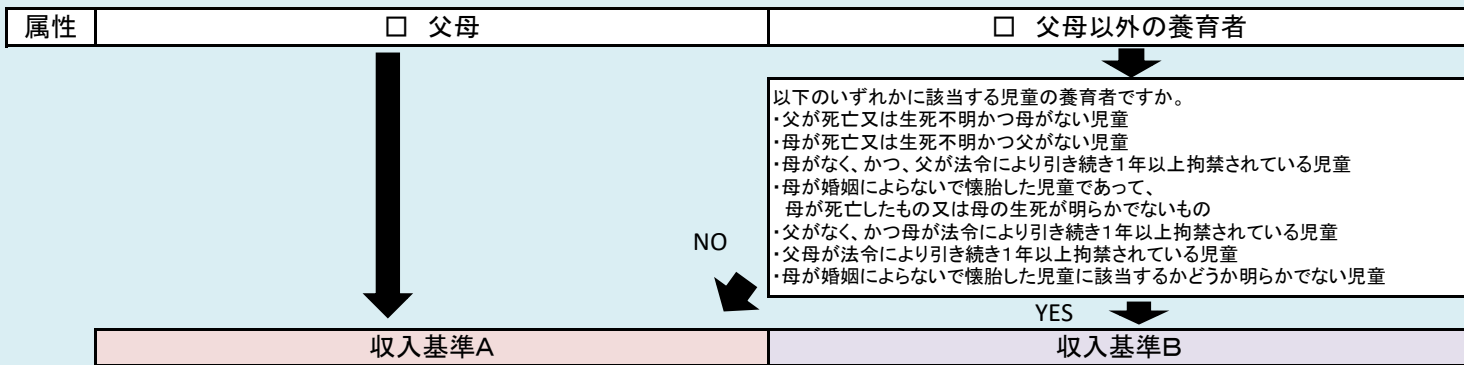 属性 □ 父母 □ 父母以外の養育者
以下のいずれかに該当する児童の養育者ですか。
・父が死亡又は生死不明かつ母がない児童
・母が死亡又は生死不明かつ父がない児童
・母がなく、かつ、父が法令により引き続き1年以上拘禁されている児童
・母が婚姻によらないで懐胎した児童であって、
母が死亡したもの又は母の生死が明らかでないもの
・父がなく、かつ母が法令により引き続き1年以上拘禁されている児童
・父母が法令により引き続き1年以上拘禁されている児童
・母が婚姻によらないで懐胎した児童に該当するかどうか明らかでない児童
NO
YES
収入基準A 収入基準B